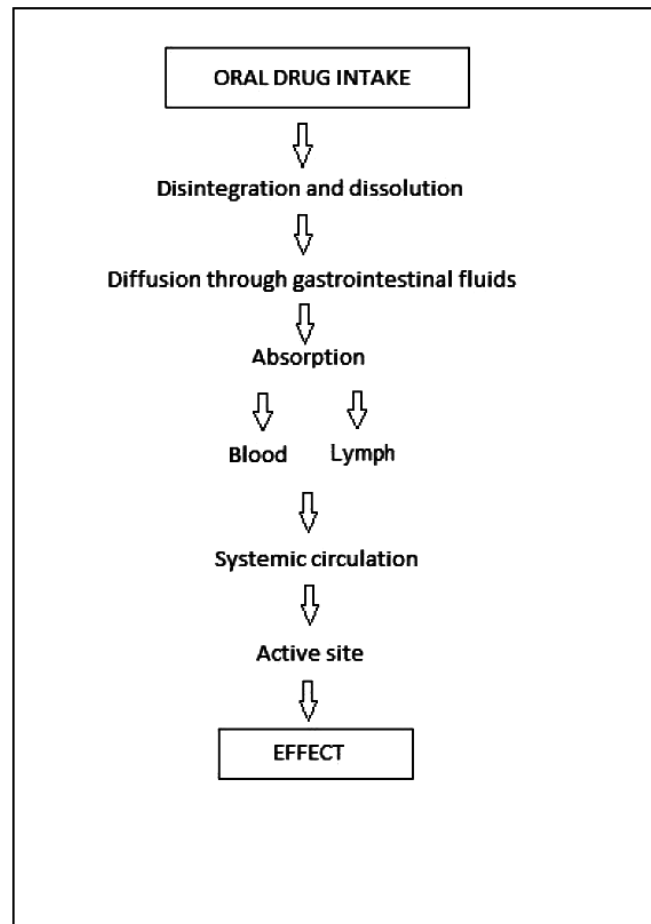 ORAL DRUG INTAKE
Disintegration and dissolution
Diffusion through gastrointestinal fluids
Absorption
Blood Lymph
Systemic circulation
Active site
EFFECT